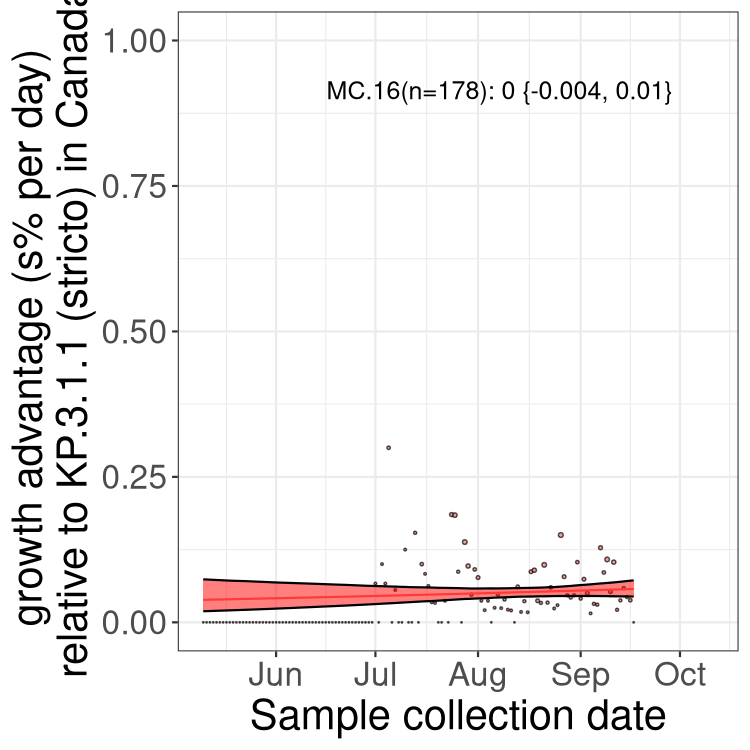 growth advantage (s% per day)
relative to KP.3.1.1 (stricto) in Canada
1.00
0.75
0.50
0.25
0.00
MC.16(n=178): 0 {-0.004, 0.01}
Jun Jul Aug Sep Oct
Sample collection date